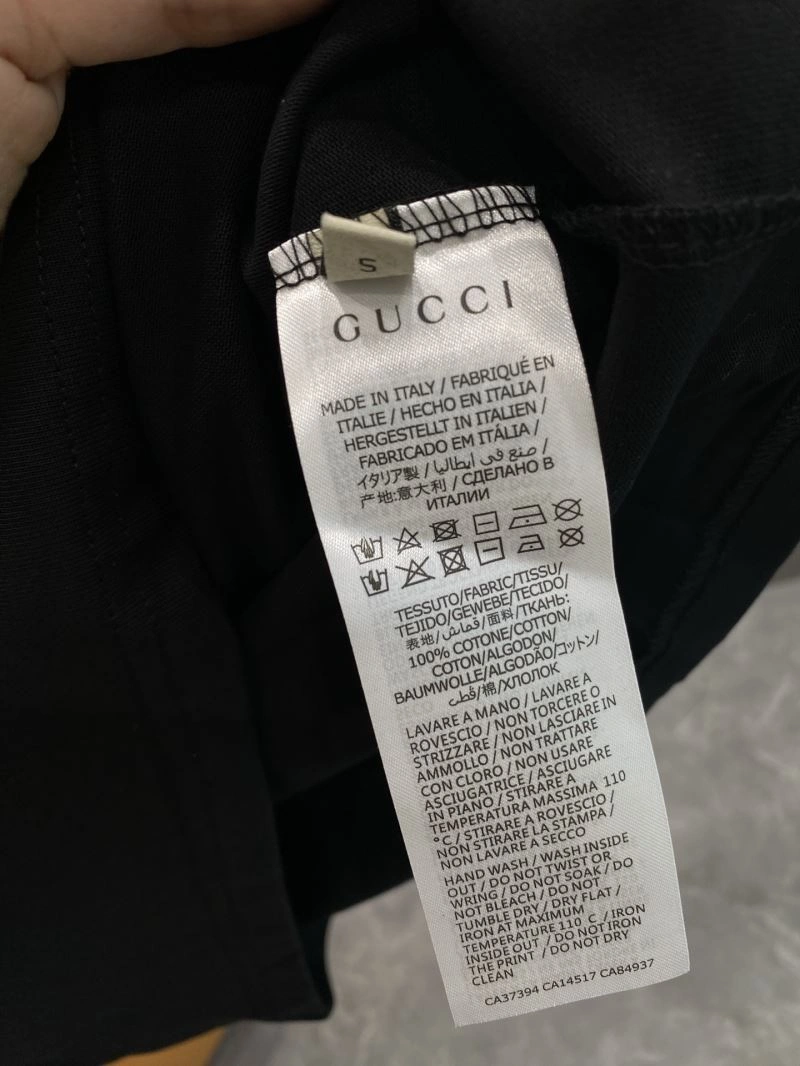 S
GUCCI
MADE IN ITALY / FABRIQUÉ EN
ITALIE / HECHO EN ITALIA /
HERGESTELLT IN ITALIEN /
FABRICADO EM ITÁLIA /
イタリア製 / صنع في ايطاليا /
产地:意大利 / СДЕЛАНО В
ИТАЛИИ
TESSUTO/FABRIC/TISSU/
TEJIDO/GEWEBE/TECIDO/
表地/قماش/面料/ТКАНЬ:
100% COTONE/COTTON/
COTON/ALGODON/
BAUMWOLLE/ALGODÃO/コットン/
قطن/棉/ХЛОПОК
LAVARE A MANO / LAVARE A
ROVESCIO / NON TORCERE O
STRIZZARE / NON LASCIARE IN
AMMOLLO / NON TRATTARE
CON CLORO / NON USARE
ASCIUGATRICE / ASCIUGARE
IN PIANO / STIRARE A
TEMPERATURA MASSIMA 110
°C / STIRARE A ROVESCIO /
NON STIRARE LA STAMPA /
NON LAVARE A SECCO
HAND WASH / WASH INSIDE
OUT / DO NOT TWIST OR
WRING / DO NOT SOAK / DO
NOT BLEACH / DO NOT
TUMBLE DRY / DRY FLAT /
IRON AT MAXIMUM
TEMPERATURE 110 C / IRON
INSIDE OUT / DO NOT IRON
THE PRINT / DO NOT DRY
CLEAN
CA37394 CA14517 CA84937